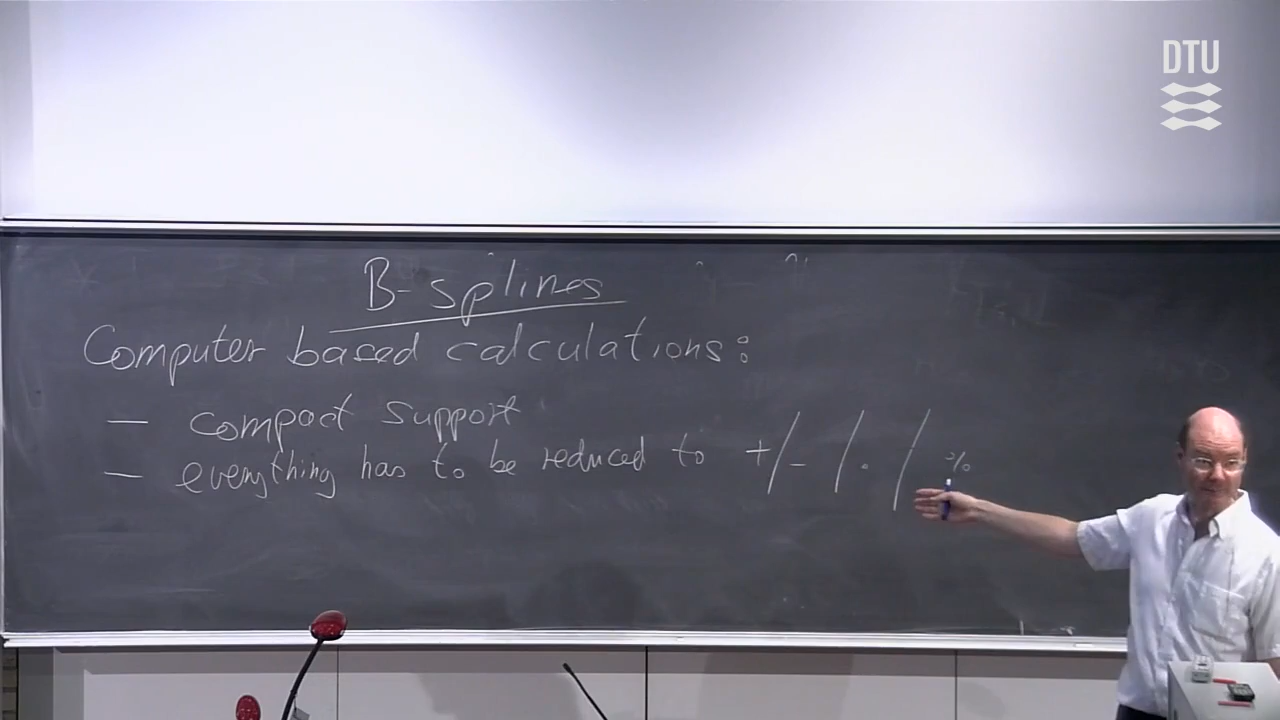 DTU
B-splines
Computer based calculations:
— compact support
— everything has to be reduced to +/-/·/%